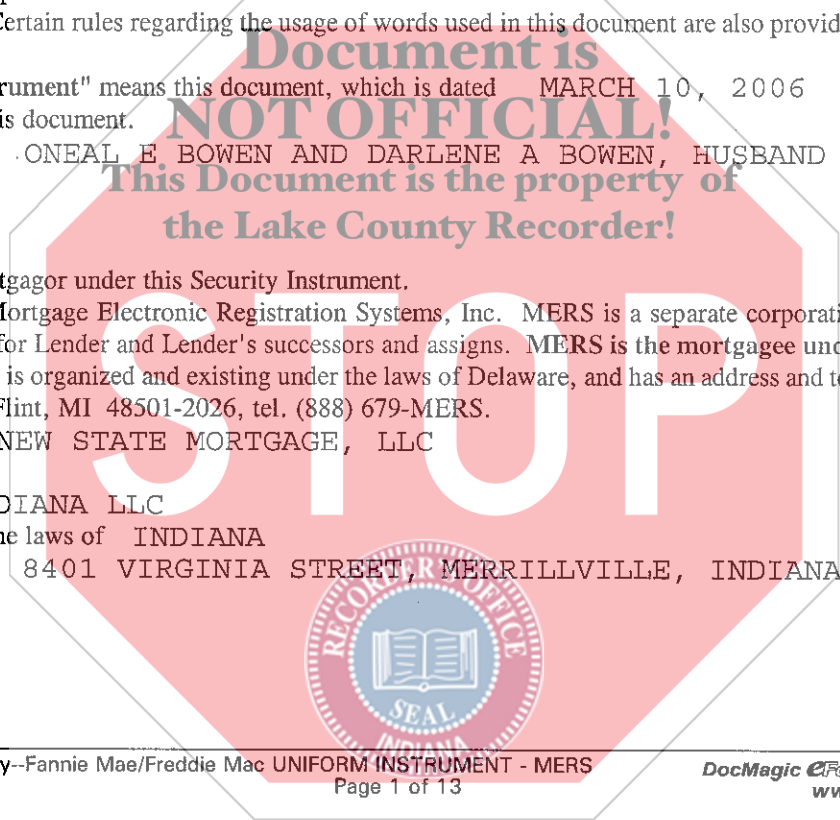 Certain rules regarding the usage of words used in this document are also provid
Document is
rument" means this document, which is dated MARCH 10, 2006
is document.
NOT OFFICIAL!
ONEAL E BOWEN AND DARLENE A BOWEN, HUSBAND
This Document is the property of
the Lake County Recorder!
tgagor under this Security Instrument.
Mortgage Electronic Registration Systems, Inc. MERS is a separate corporati
for Lender and Lender's successors and assigns. MERS is the mortgagee und
is organized and existing under the laws of Delaware, and has an address and te
Flint, MI 48501-2026, tel. (888) 679-MERS.
STOP
NEW STATE MORTGAGE, LLC
DIANA LLC
he laws of INDIANA
8401 VIRGINIA STREET, MERRILLVILLE, INDIANA
RECORDER'S OFFICE
SEAL
INDIANA
y--Fannie Mae/Freddie Mac UNIFORM INSTRUMENT - MERS
DocMagic eFo
Page 1 of 13
ww